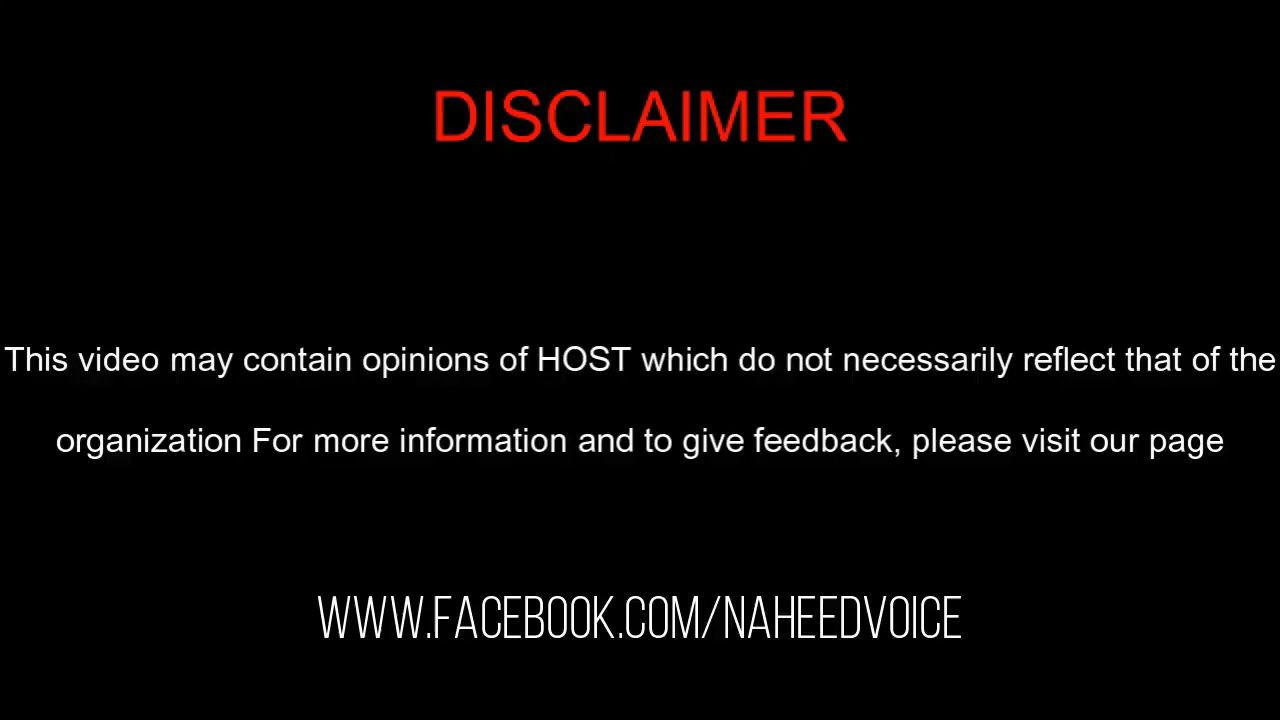 DISCLAIMER
This video may contain opinions of HOST which do not necessarily reflect that of the
organization For more information and to give feedback, please visit our page
WWW.FACEBOOK.COM/NAHEEDVOICE